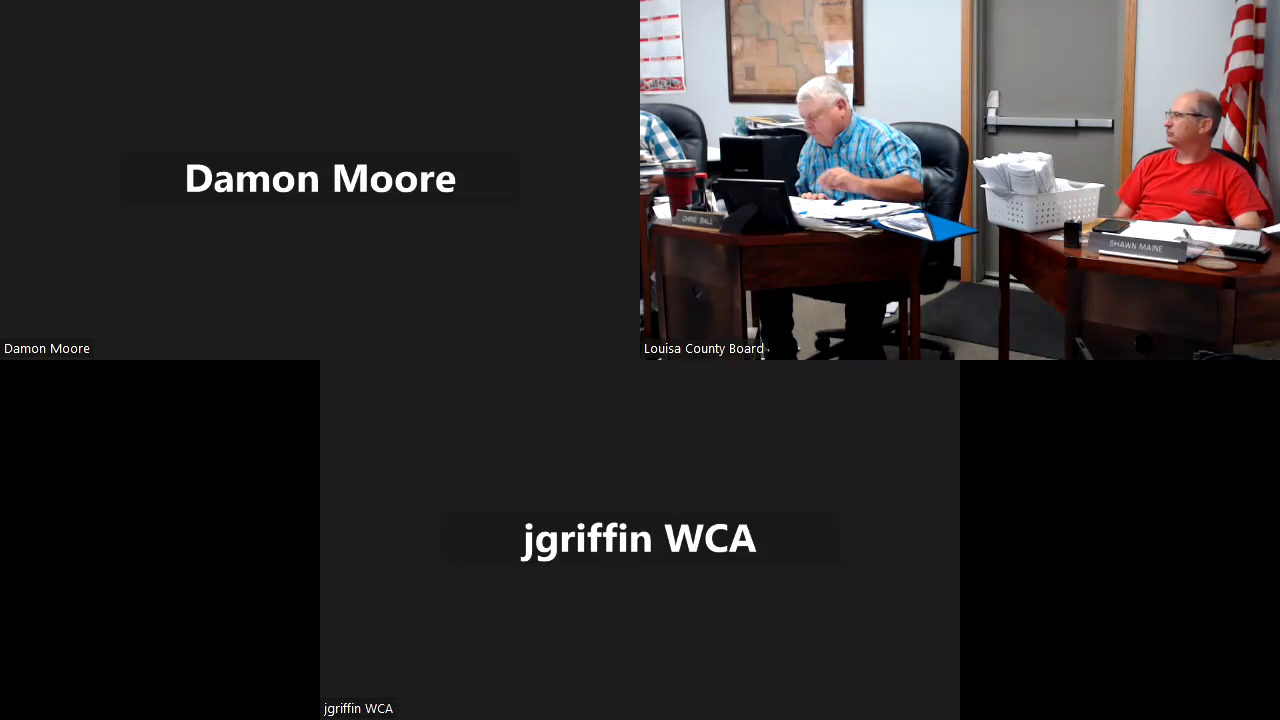 Damon Moore
Damon Moore
CHRIS BALL
SHAWN MAINE
Louisa County Board
jgriffin WCA
jgriffin WCA